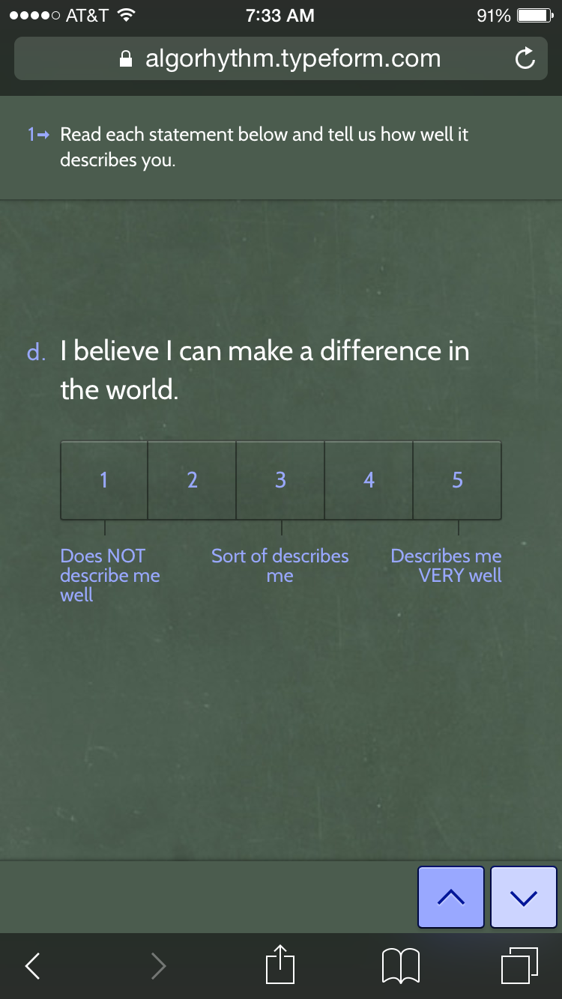 AT&T 7:33 AM 91%
algorhythm.typeform.com
1→ Read each statement below and tell us how well it
describes you.
d. I believe I can make a difference in
the world.
1 2 3 4 5
Does NOT
describe me
well
Sort of describes
me
Describes me
VERY well